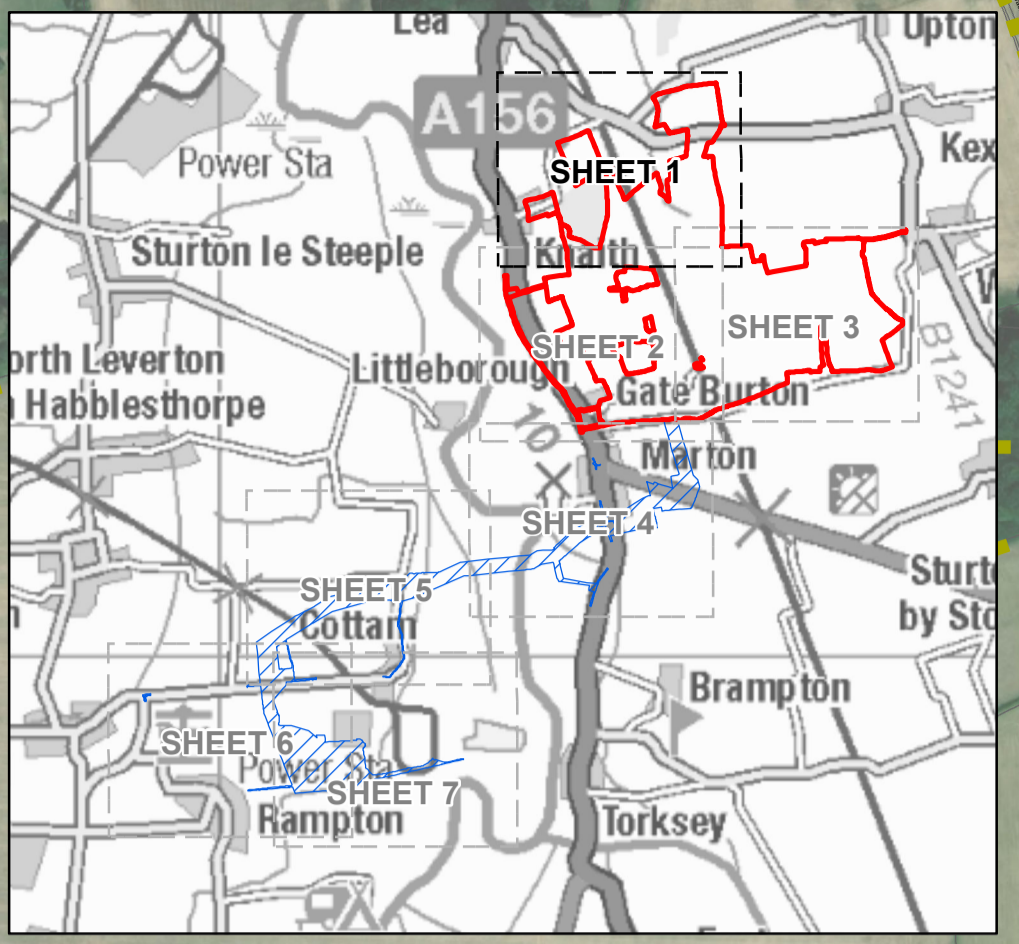 Lea
Upton
A156
Kex
Power Sta
SHEET 1
Sturton le Steeple
Knaith
SHEET 3
SHEET 2
B1241
orth Leverton
Littleborough
Habblesthorpe
Gate Burton
10
Marton
SHEET 4
Sturt
by Sto
SHEET 5
Cottam
Brampton
SHEET 6
Power Sta
SHEET 7
Rampton
Torksey